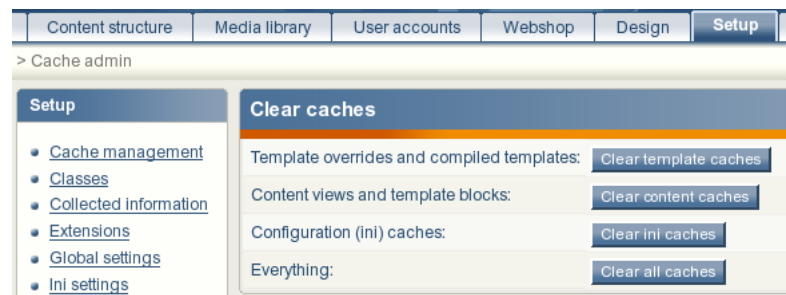 Content structure Media library User accounts Webshop Design Setup
> Cache admin
Setup
Cache management
Classes
Collected information
Extensions
Global settings
Ini settings
Clear caches
Template overrides and compiled templates: Clear template caches
Content views and template blocks: Clear content caches
Configuration (ini) caches: Clear ini caches
Everything: Clear all caches